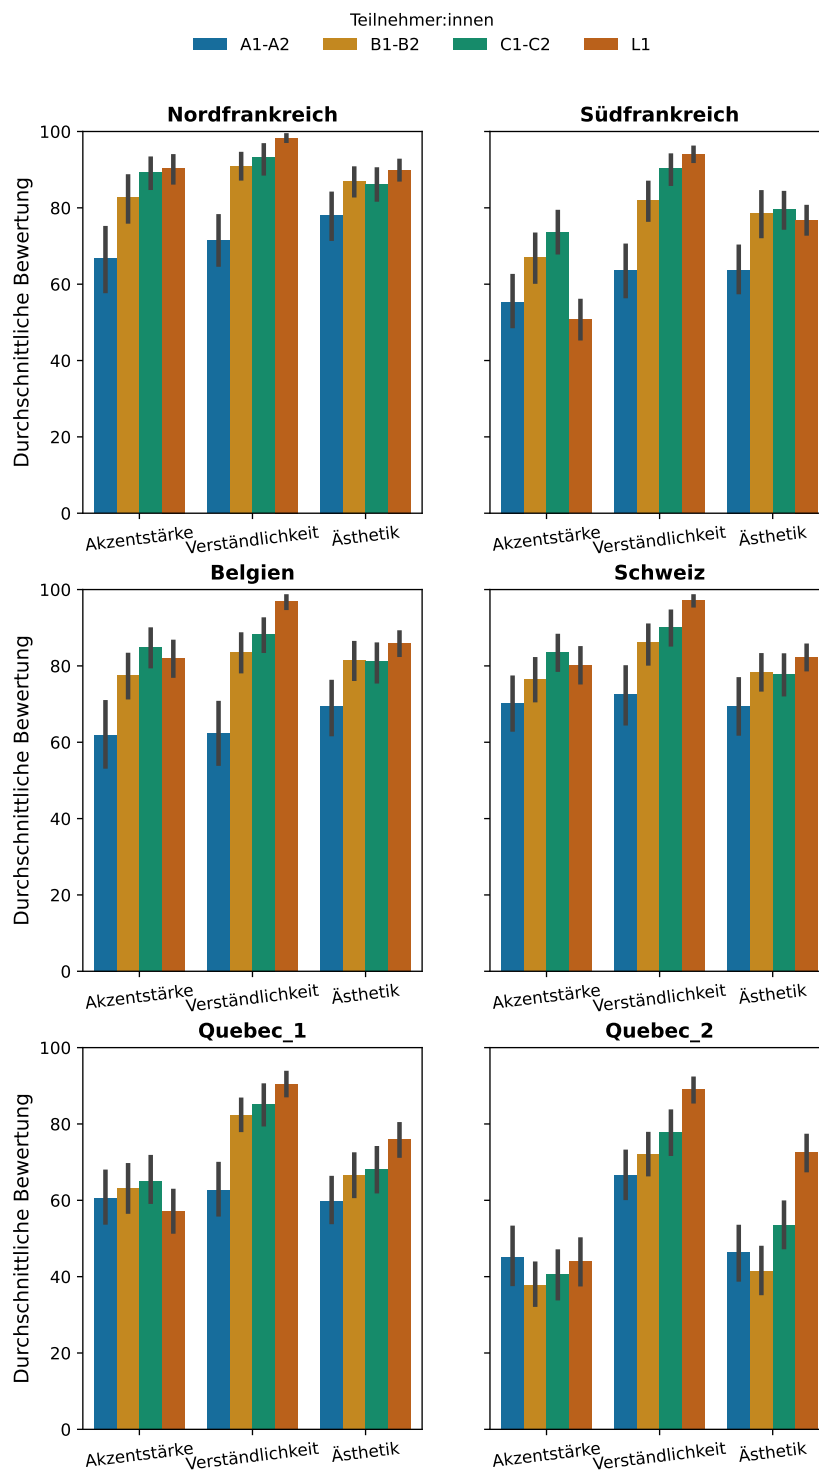 Teilnehmer:innen
A1-A2 B1-B2 C1-C2 L1
Nordfrankreich Südfrankreich
Durchschnittliche Bewertung
100
80
60
40
20
0
Akzentstärke Verständlichkeit Ästhetik Akzentstärke Verständlichkeit Ästhetik
Belgien Schweiz
Durchschnittliche Bewertung
100
80
60
40
20
0
Akzentstärke Verständlichkeit Ästhetik Akzentstärke Verständlichkeit Ästhetik
Quebec_1 Quebec_2
Durchschnittliche Bewertung
100
80
60
40
20
0
Akzentstärke Verständlichkeit Ästhetik Akzentstärke Verständlichkeit Ästhetik